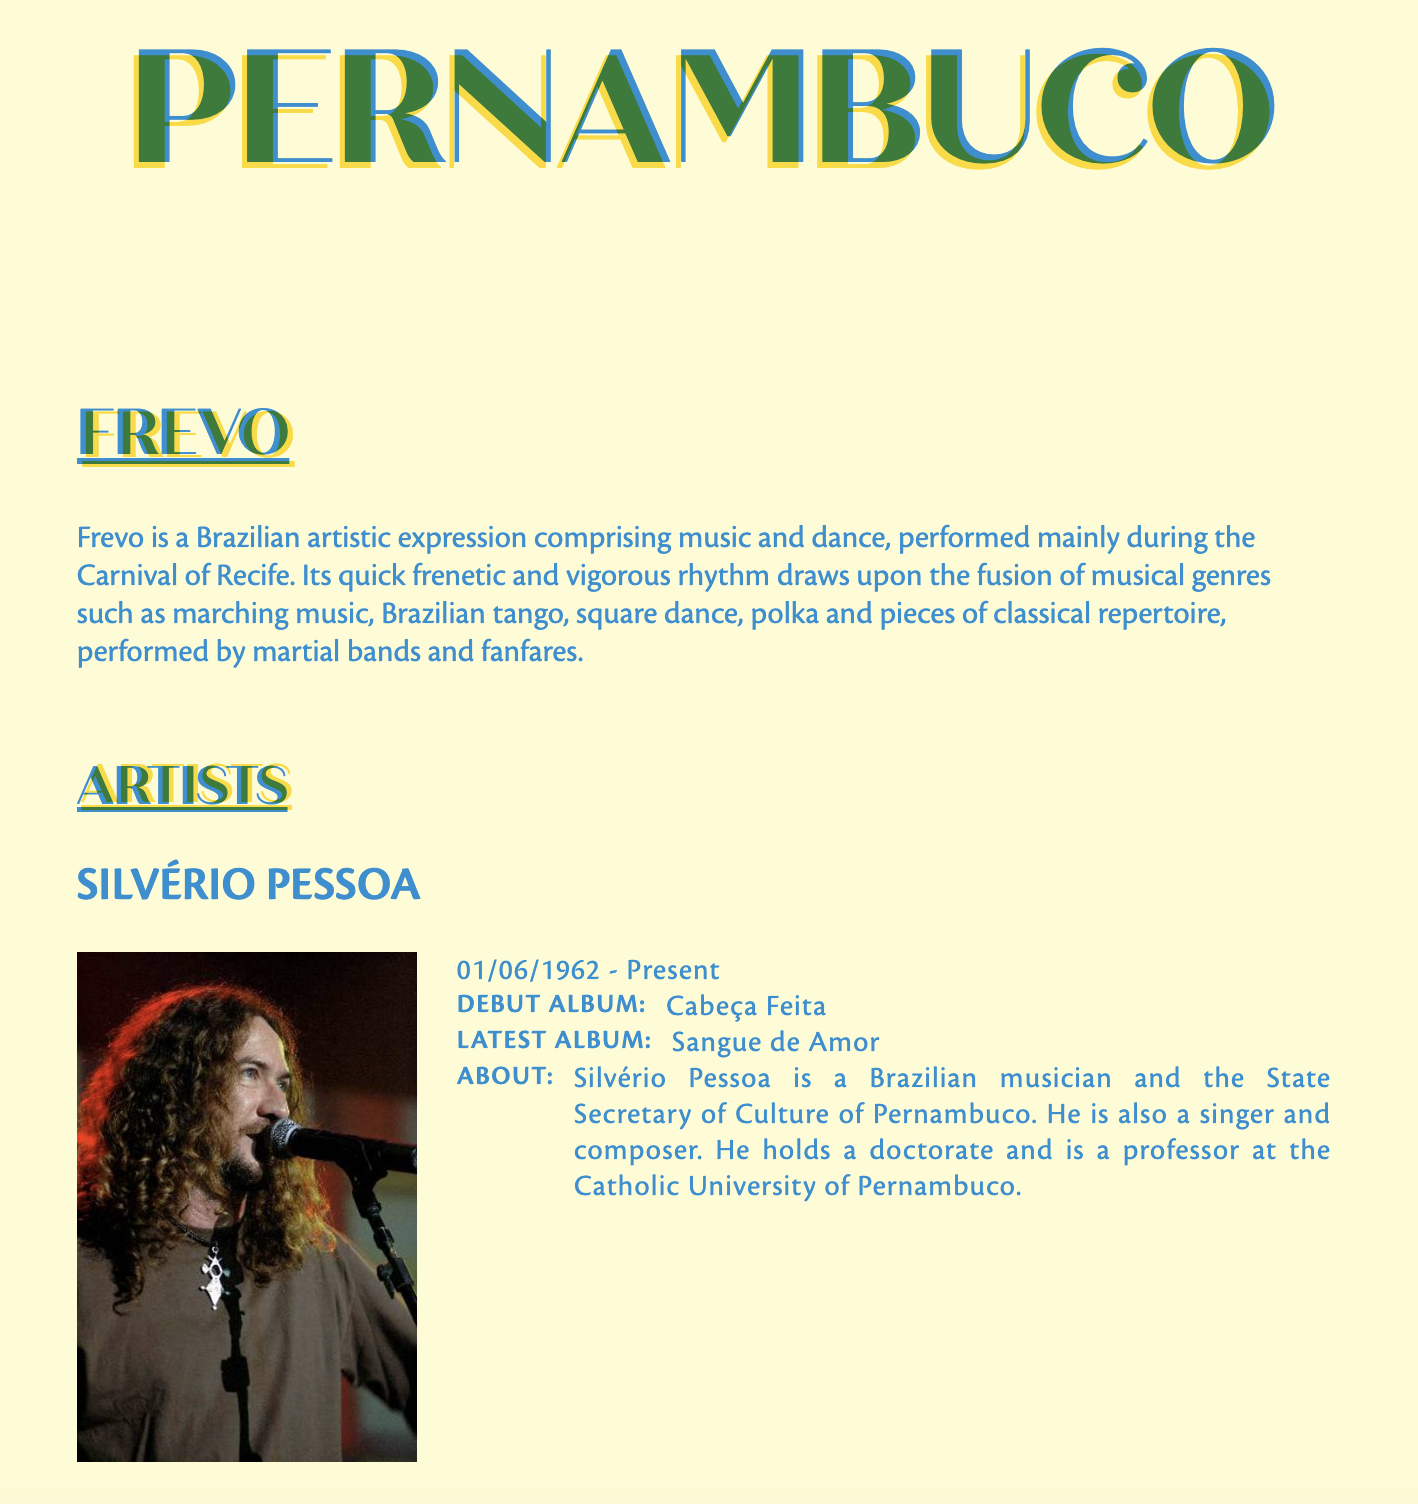 PERNAMBUCO
FREVO
Frevo is a Brazilian artistic expression comprising music and dance, performed mainly during the
Carnival of Recife. Its quick frenetic and vigorous rhythm draws upon the fusion of musical genres
such as marching music, Brazilian tango, square dance, polka and pieces of classical repertoire,
performed by martial bands and fanfares.
ARTISTS
SILVÉRIO PESSOA
01/06/1962 - Present
DEBUT ALBUM: Cabeça Feita
LATEST ALBUM: Sangue de Amor
ABOUT: Silvério Pessoa is a Brazilian musician and the State
Secretary of Culture of Pernambuco. He is also a singer and
composer. He holds a doctorate and is a professor at the
Catholic University of Pernambuco.